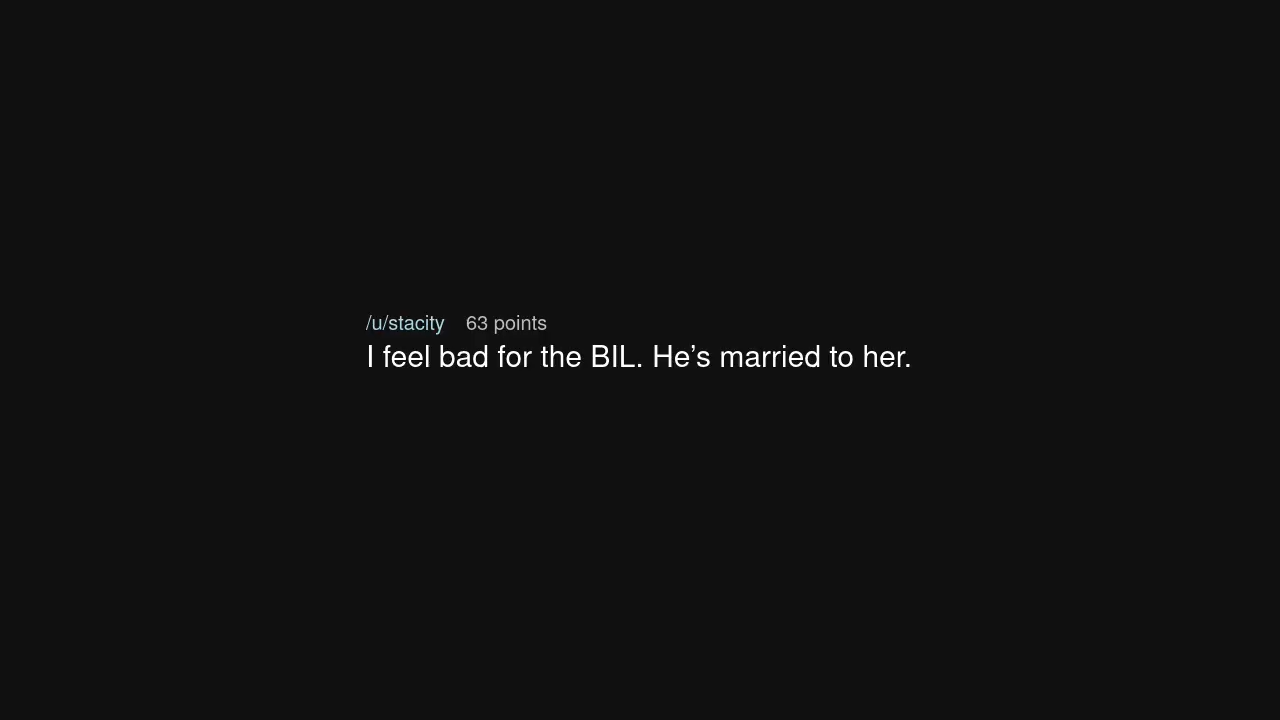 /u/stacity 63 points
I feel bad for the BIL. He’s married to her.